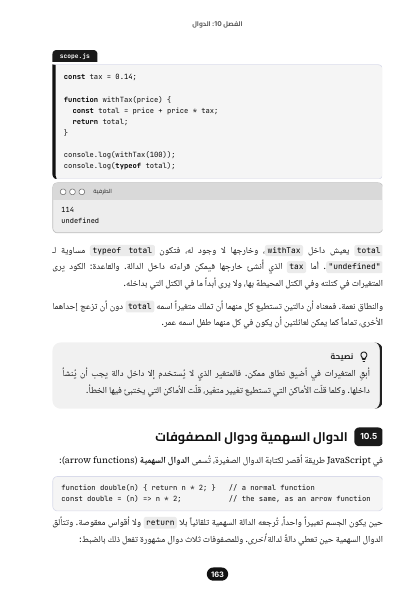 الفصل 10: الدوال
scope.js
const tax = 0.14;
function withTax(price) {
const total = price + price * tax;
return total;
}
console.log(withTax(100));
console.log(typeof total);
الطرفية
114
undefined
total يعيش داخل withTax، وخارجها لا وجود له، فتكون typeof total مساوية لـ
"undefined". أما tax الذي أُنشئ خارجها فيمكن قراءته داخل الدالة. والقاعدة: الكود يرى
المتغيرات في كتلته وفي الكتل المحيطة بها، ولا يرى أبداً ما في الكتل التي بداخله.
والنطاق نعمة. فمعناه أن دالتين تستطيع كل منهما أن تملك متغيراً اسمه total دون أن تزعج إحداهما
الأخرى، تماماً كما يمكن لعائلتين أن يكون في كل منهما طفل اسمه عمر.
نصيحة
أبقِ المتغيرات في أضيق نطاق ممكن. فالمتغير الذي لا يُستخدم إلا داخل دالة يجب أن يُنشأ
داخلها. وكلما قلّت الأماكن التي تستطيع تغيير متغير، قلّت الأماكن التي يختبئ فيها الخطأ.
10.5 الدوال السهمية ودوال المصفوفات
في JavaScript طريقة أقصر لكتابة الدوال الصغيرة، تُسمى الدوال السهمية (arrow functions):
function double(n) { return n * 2; } // a normal function
const double = (n) => n * 2; // the same, as an arrow function
حين يكون الجسم تعبيراً واحداً، تُرجعه الدالة السهمية تلقائياً بلا return ولا أقواس معقوصة. وتتألق
الدوال السهمية حين تعطي دالةً لدالة أخرى. وللمصفوفات ثلاث دوال مشهورة تفعل ذلك بالضبط:
163